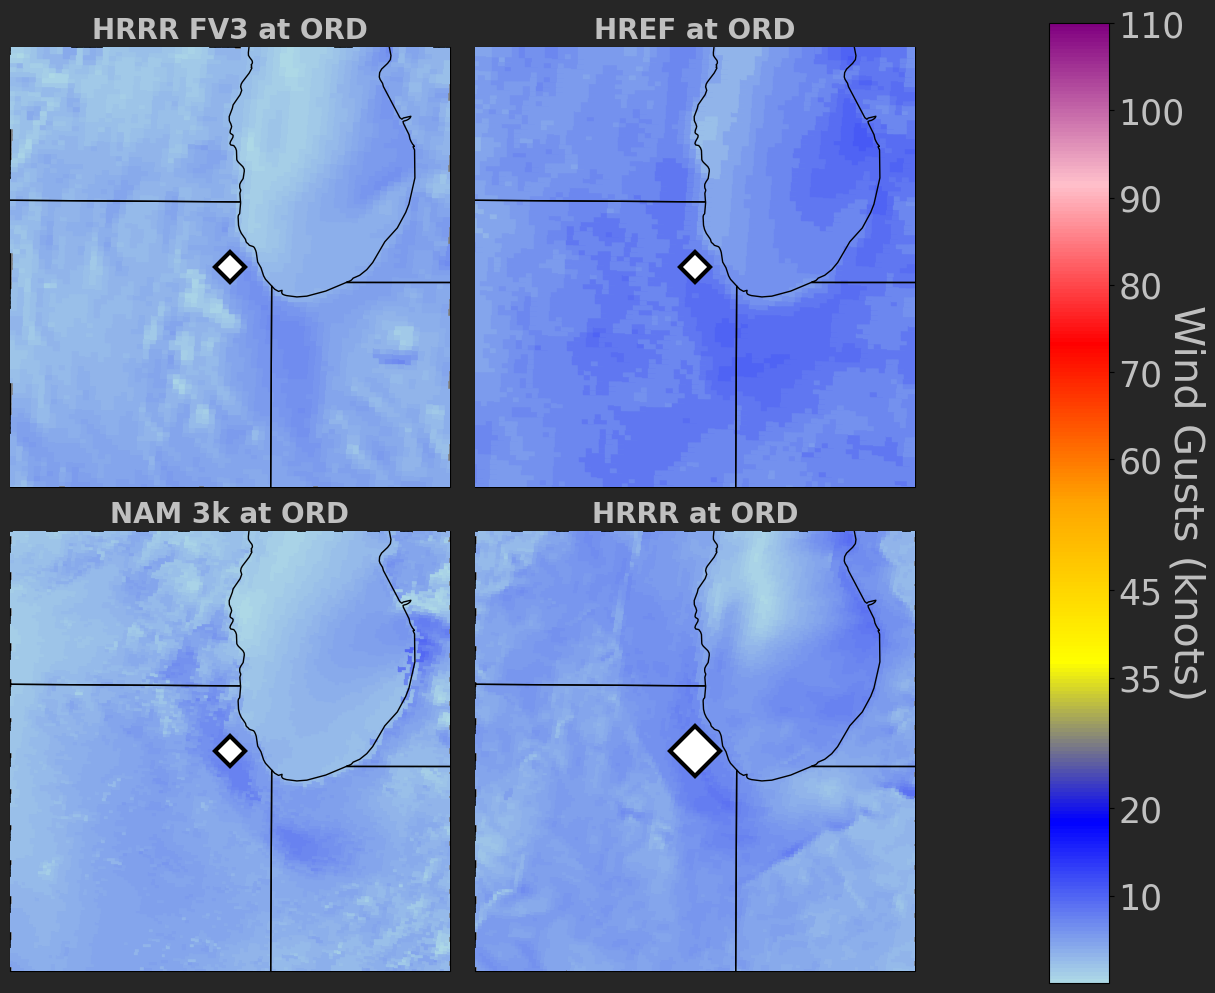 HRRR FV3 at ORD
HREF at ORD
NAM 3k at ORD
HRRR at ORD
110
100
90
80
70
60
45
35
20
10
Wind Gusts (knots)